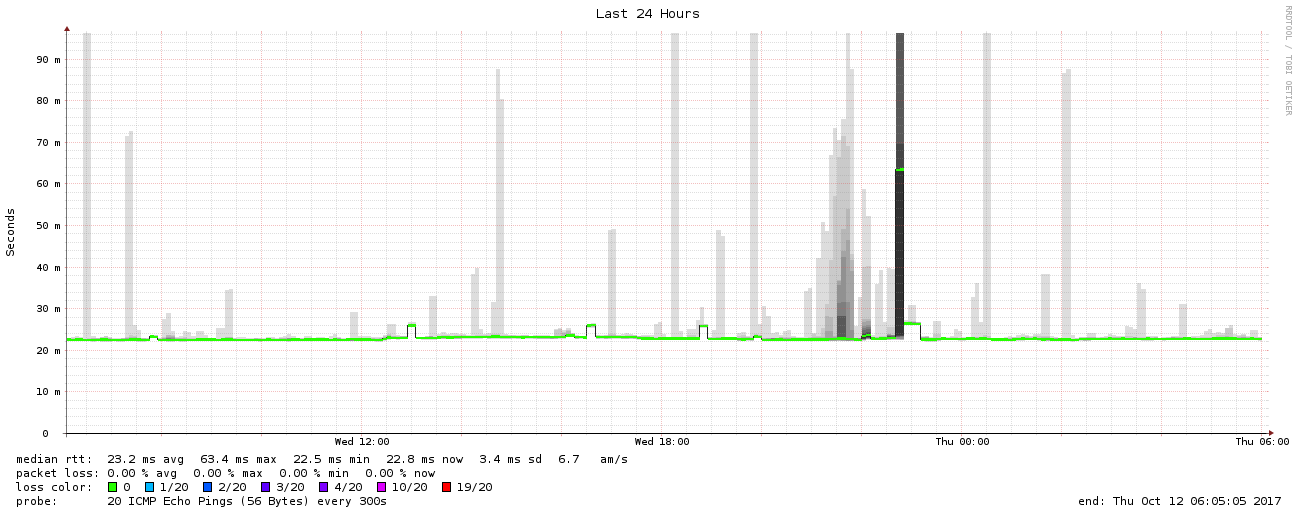 Last 24 Hours
RRDTOOL / TOBI OETIKER
Seconds
90 m
80 m
70 m
60 m
50 m
40 m
30 m
20 m
10 m
0
Wed 12:00 Wed 18:00 Thu 00:00 Thu 06:00
median rtt: 23.2 ms avg 63.4 ms max 22.5 ms min 22.8 ms now 3.4 ms sd 6.7 am/s
packet loss: 0.00 % avg 0.00 % max 0.00 % min 0.00 % now
loss color: 0 1/20 2/20 3/20 4/20 10/20 19/20
probe: 20 ICMP Echo Pings (56 Bytes) every 300s end: Thu Oct 12 06:05:05 2017